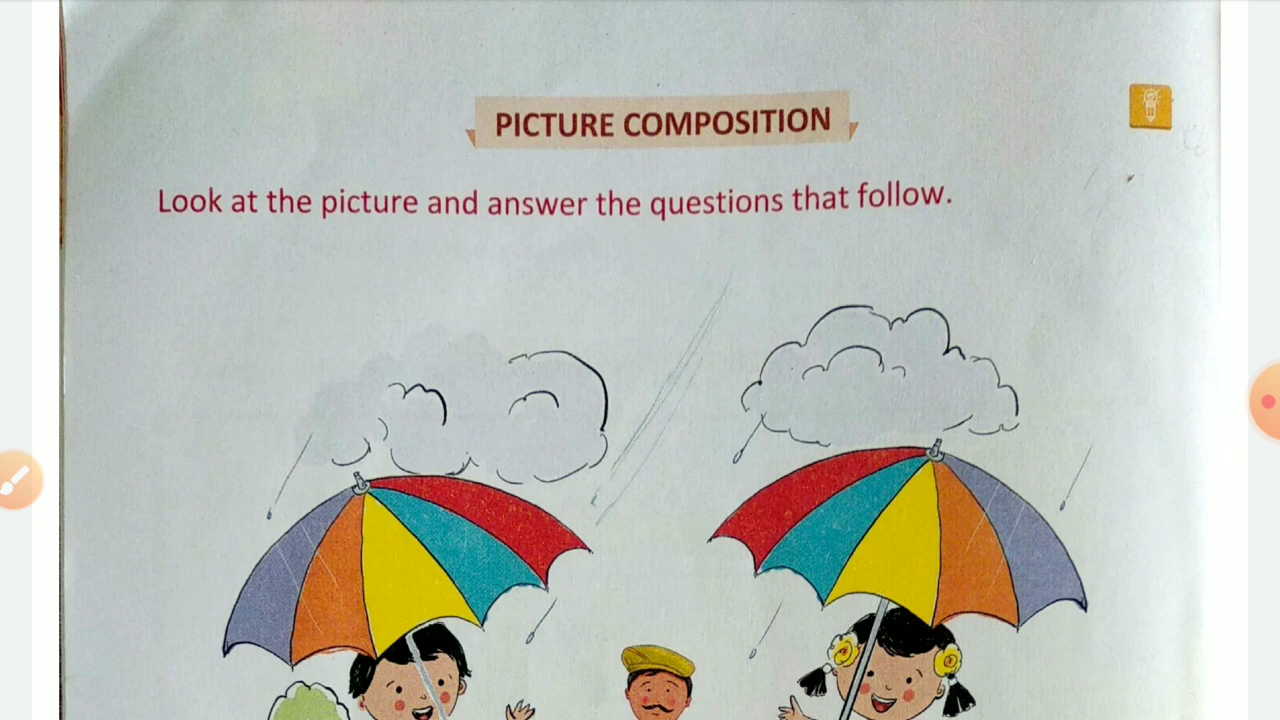 PICTURE COMPOSITION
Look at the picture and answer the questions that follow.